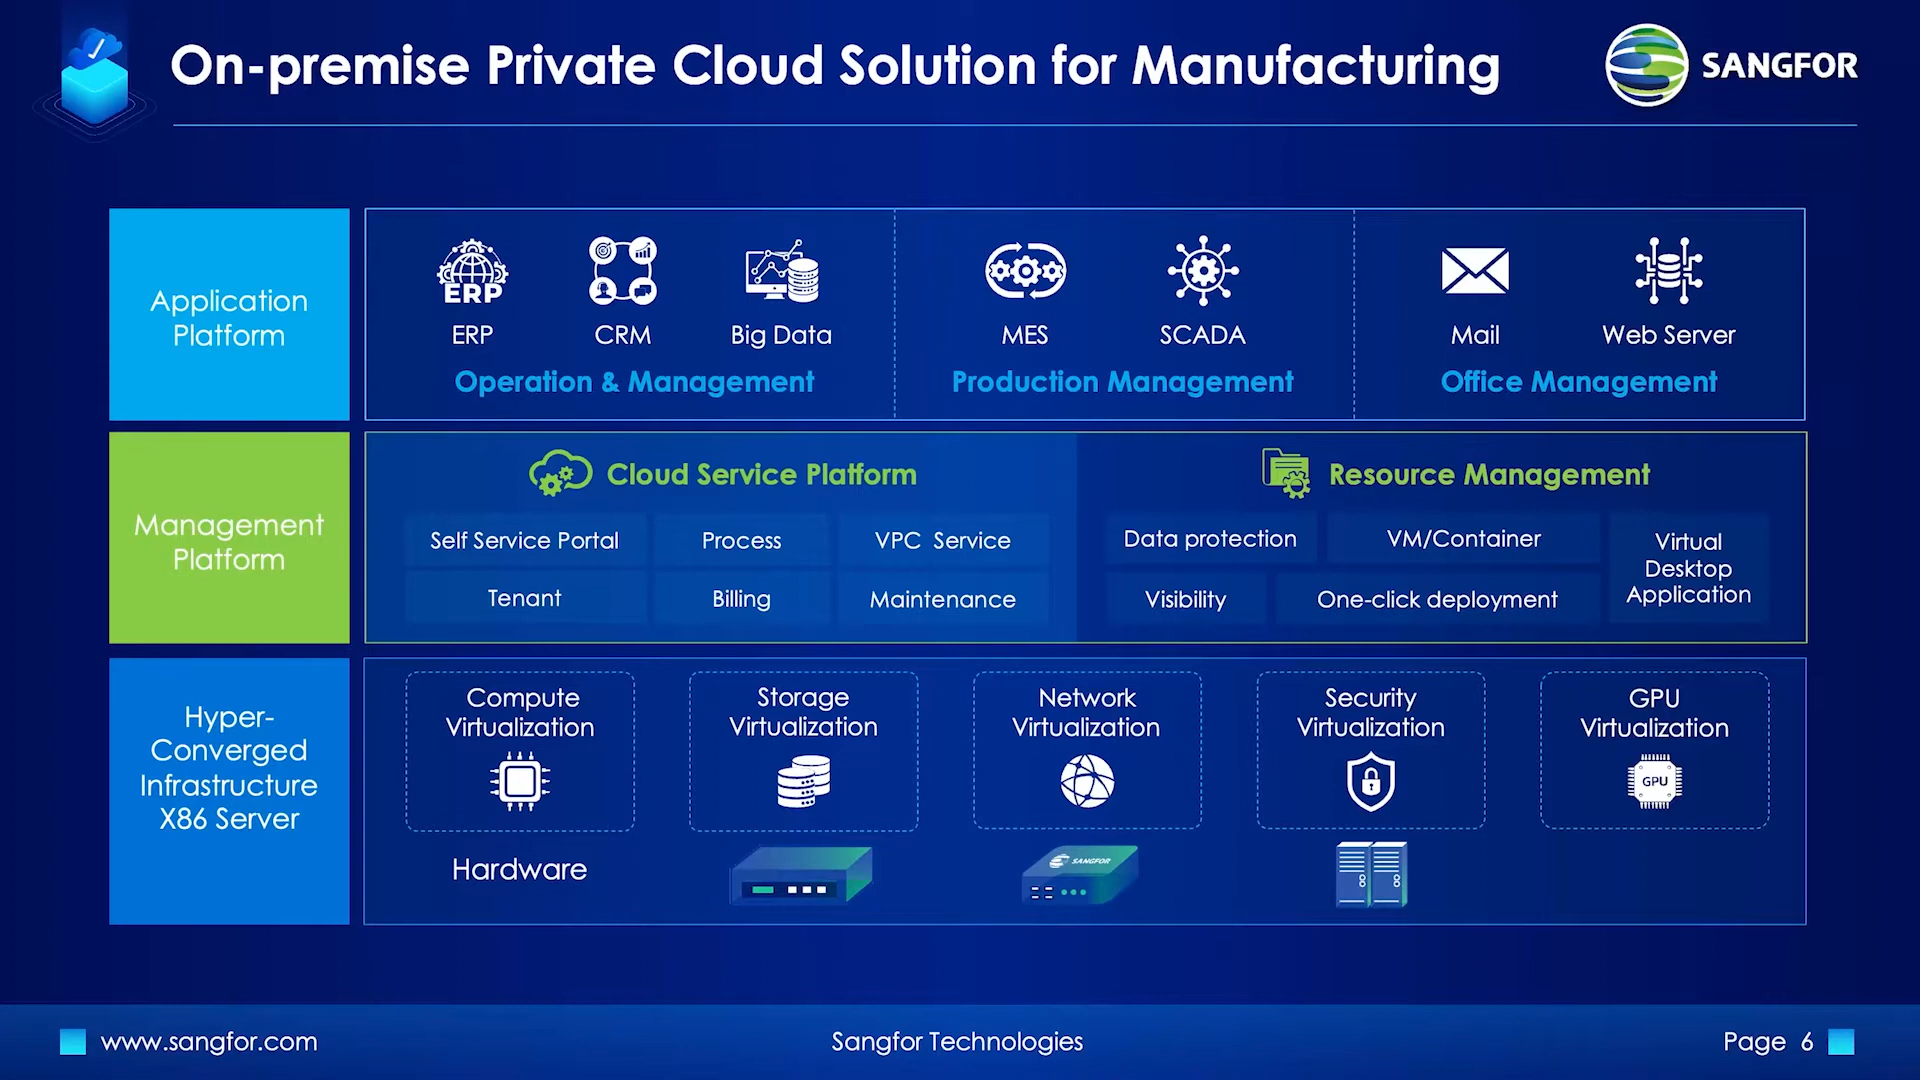 On-premise Private Cloud Solution for Manufacturing
SANGFOR
Application
Platform
ERP
ERP
CRM
Big Data
Operation & Management
MES
SCADA
Production Management
Mail
Web Server
Office Management
Management
Platform
Cloud Service Platform
Self Service Portal
Process
VPC Service
Tenant
Billing
Maintenance
Resource Management
Data protection
VM/Container
Virtual
Desktop
Application
Visibility
One-click deployment
Hyper-
Converged
Infrastructure
X86 Server
Compute
Virtualization
Storage
Virtualization
Network
Virtualization
Security
Virtualization
GPU
Virtualization
GPU
Hardware
SANGFOR
www.sangfor.com
Sangfor Technologies
Page 6